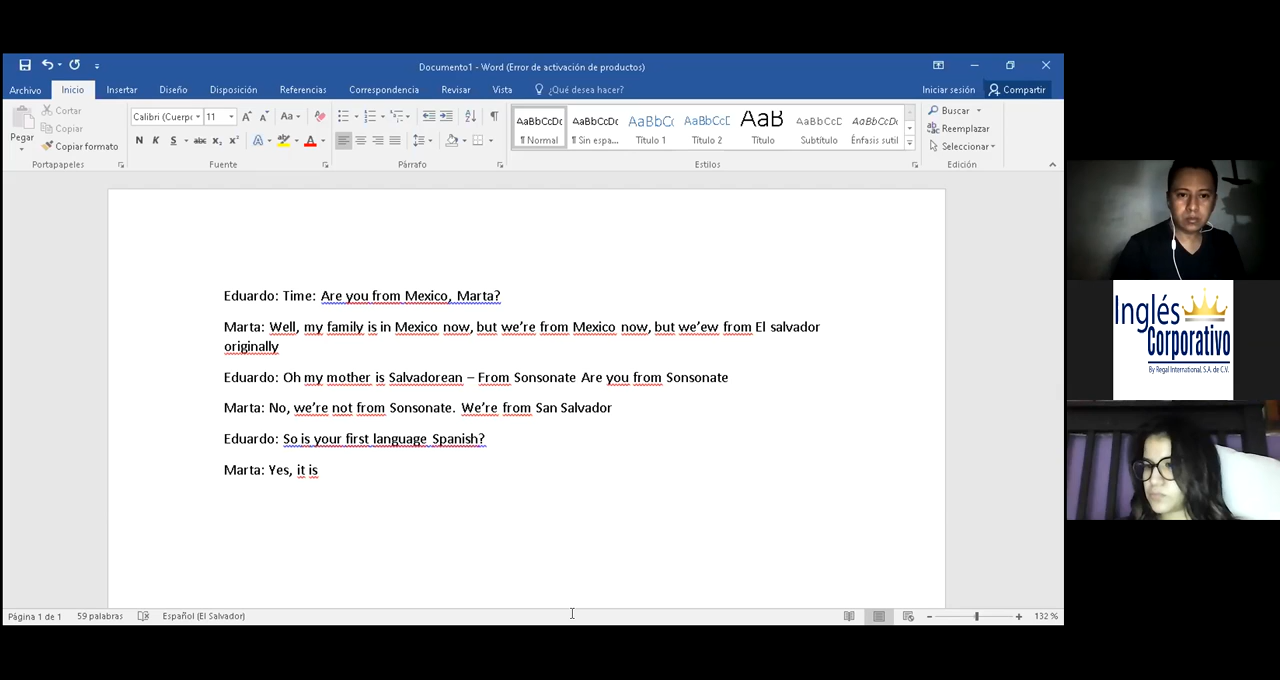 Documento1 - Word (Error de activación de productos)
Archivo Inicio Insertar Diseño Disposición Referencias Correspondencia Revisar Vista ¿Qué desea hacer? Iniciar sesión Compartir
Pegar
Cortar
Copiar
Copiar formato
Portapapeles
Calibri (Cuerpo 11 Aa
N K S abc x₂ x² A A
Fuente
Párrafo
AaBbCcDc AaBbCcDc AaBbC AaBbCcE AaB AaBbCcD AaBbCcDc
¶ Normal ¶ Sin espa... Título 1 Título 2 Título Subtítulo Énfasis sutil
Estilos
Buscar
Reemplazar
Seleccionar
Edición
Eduardo: Time: Are you from Mexico, Marta?
Marta: Well, my family is in Mexico now, but we’re from Mexico now, but we’ew from El salvador
originally
Eduardo: Oh my mother is Salvadorean – From Sonsonate Are you from Sonsonate
Marta: No, we’re not from Sonsonate. We’re from San Salvador
Eduardo: So is your first language Spanish?
Marta: Yes, it is
Página 1 de 1 59 palabras Español (El Salvador) 132 %
Inglés
Corporativo
By Regal International, S.A. de C.V.